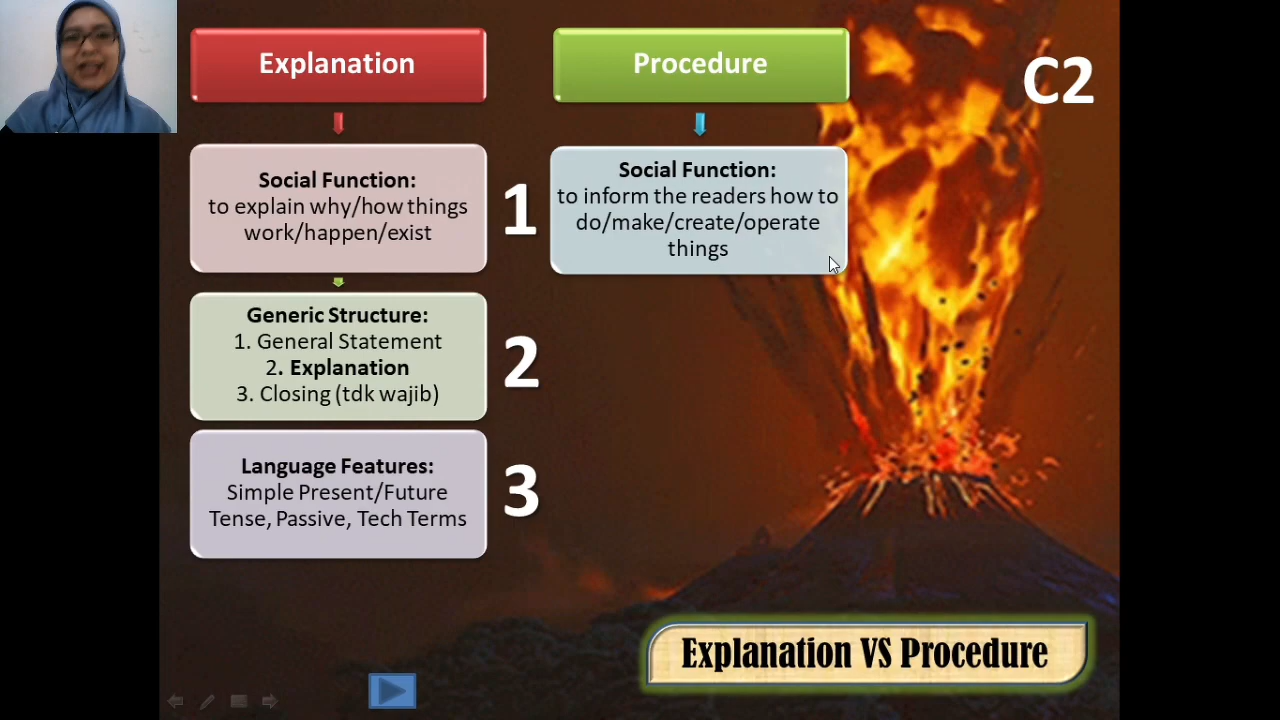 Explanation
Procedure
C2
Social Function:
to explain why/how things
work/happen/exist
1
Social Function:
to inform the readers how to
do/make/create/operate
things
Generic Structure:
1. General Statement
2. Explanation
3. Closing (tdk wajib)
2
Language Features:
Simple Present/Future
Tense, Passive, Tech Terms
3
Explanation VS Procedure